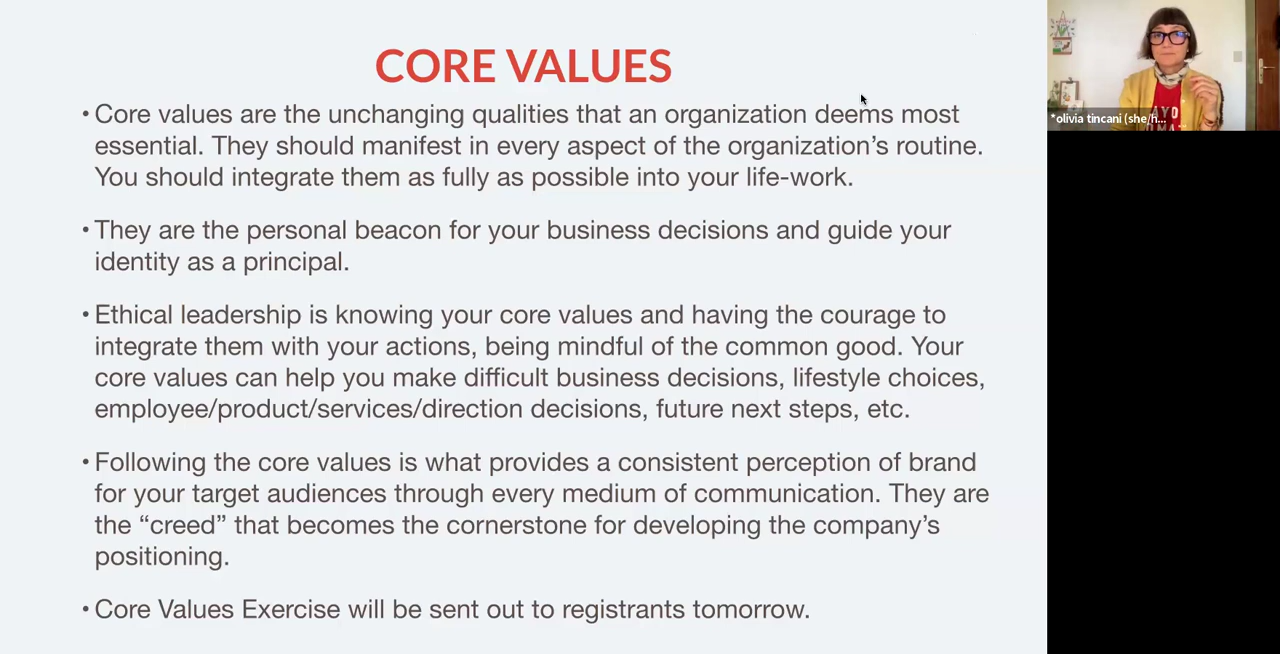 CORE VALUES
• Core values are the unchanging qualities that an organization deems most
essential. They should manifest in every aspect of the organization’s routine.
You should integrate them as fully as possible into your life-work.
• They are the personal beacon for your business decisions and guide your
identity as a principal.
• Ethical leadership is knowing your core values and having the courage to
integrate them with your actions, being mindful of the common good. Your
core values can help you make difficult business decisions, lifestyle choices,
employee/product/services/direction decisions, future next steps, etc.
• Following the core values is what provides a consistent perception of brand
for your target audiences through every medium of communication. They are
the “creed” that becomes the cornerstone for developing the company’s
positioning.
• Core Values Exercise will be sent out to registrants tomorrow.
*olivia tincani (she/h...